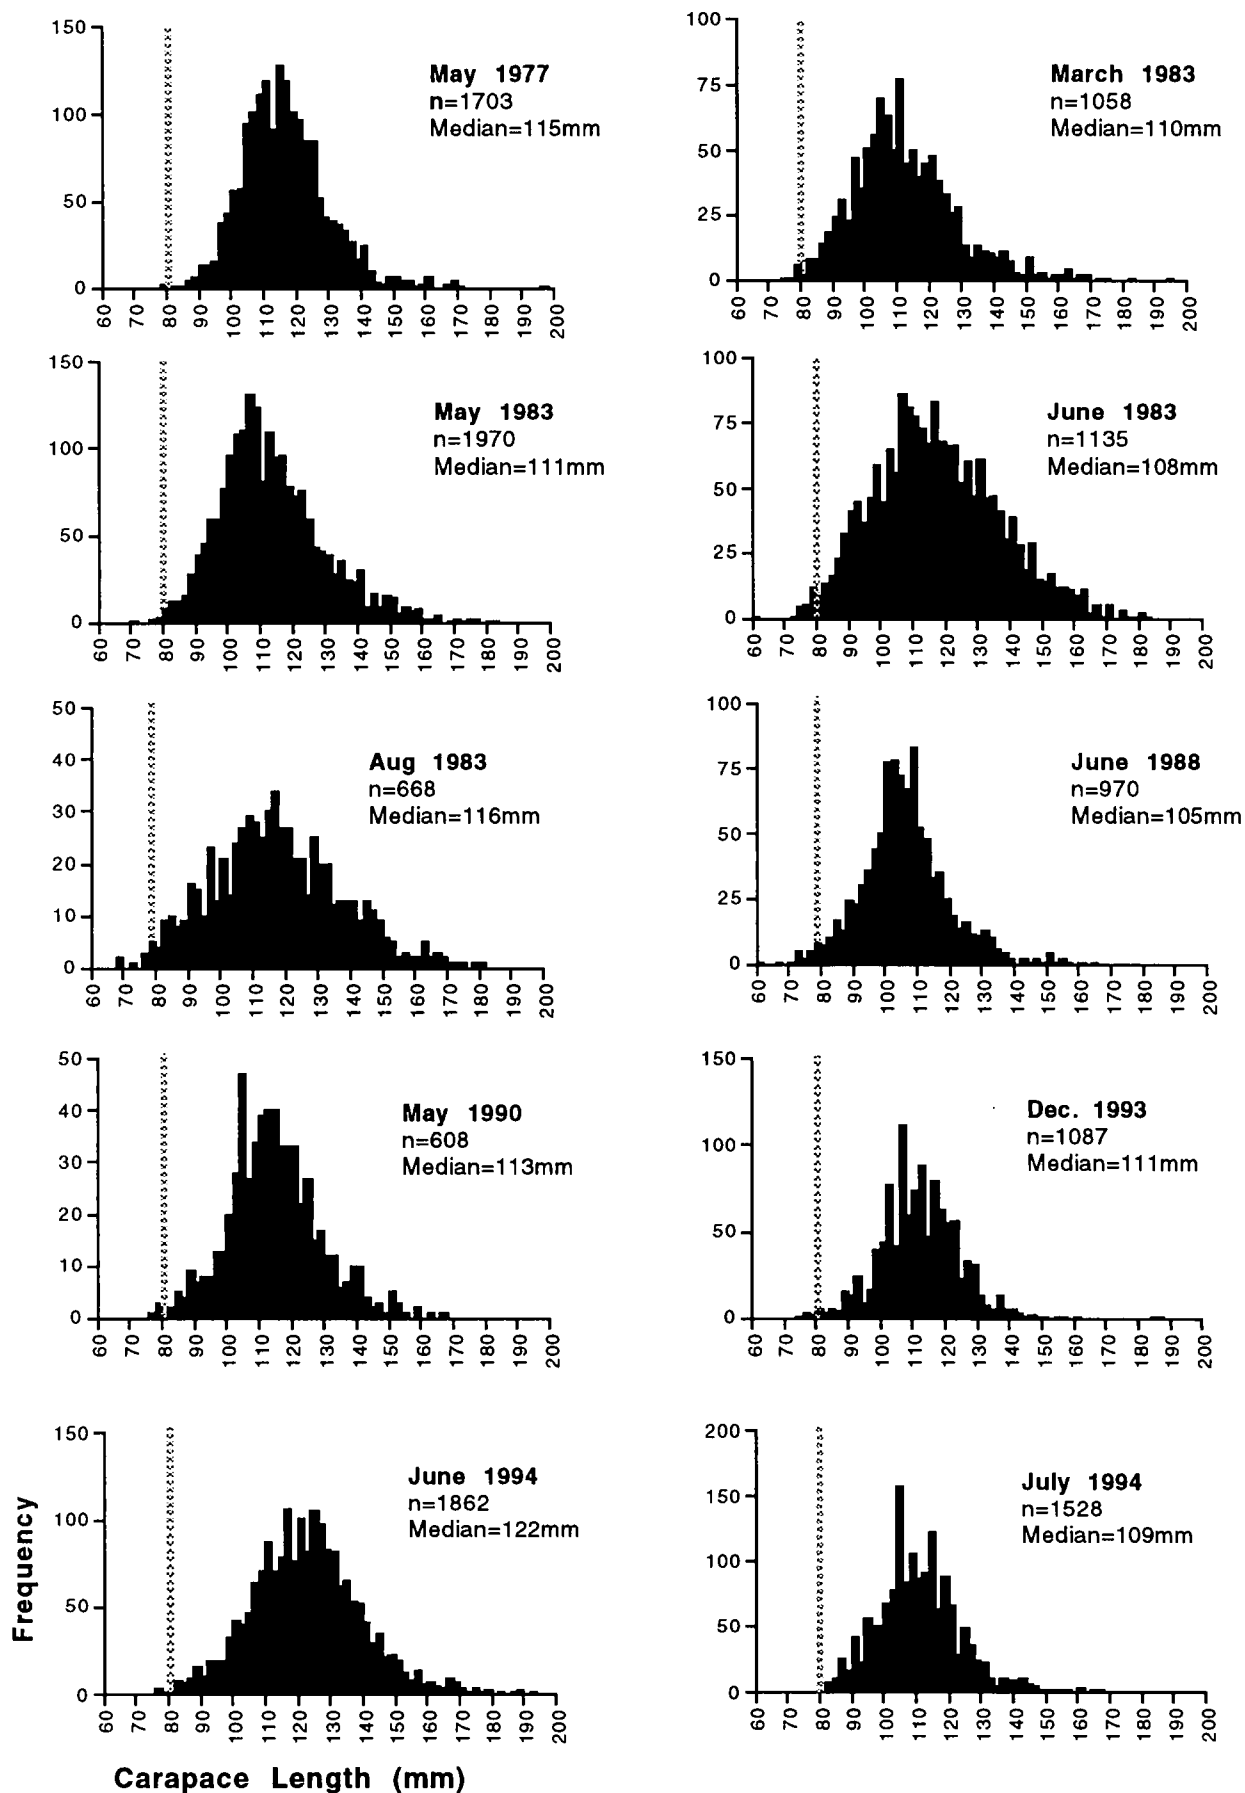 150
100
50
0
60 70 80 90 100 110 120 130 140 150 160 170 180 190 200
May 1977
n=1703
Median=115mm
100
75
50
25
0
60 70 80 90 100 110 120 130 140 150 160 170 180 190 200
March 1983
n=1058
Median=110mm
150
100
50
0
60 70 80 90 100 110 120 130 140 150 160 170 180 190 200
May 1983
n=1970
Median=111mm
100
75
50
25
0
60 70 80 90 100 110 120 130 140 150 160 170 180 190 200
June 1983
n=1135
Median=108mm
50
40
30
20
10
0
60 70 80 90 100 110 120 130 140 150 160 170 180 190 200
Aug 1983
n=668
Median=116mm
100
75
50
25
0
60 70 80 90 100 110 120 130 140 150 160 170 180 190 200
June 1988
n=970
Median=105mm
50
40
30
20
10
0
60 70 80 90 100 110 120 130 140 150 160 170 180 190 200
May 1990
n=608
Median=113mm
150
100
50
0
60 70 80 90 100 110 120 130 140 150 160 170 180 190 200
Dec. 1993
n=1087
Median=111mm
150
100
50
0
60 70 80 90 100 110 120 130 140 150 160 170 180 190 200
June 1994
n=1862
Median=122mm
Frequency
Carapace Length (mm)
200
150
100
50
0
60 70 80 90 100 110 120 130 140 150 160 170 180 190 200
July 1994
n=1528
Median=109mm